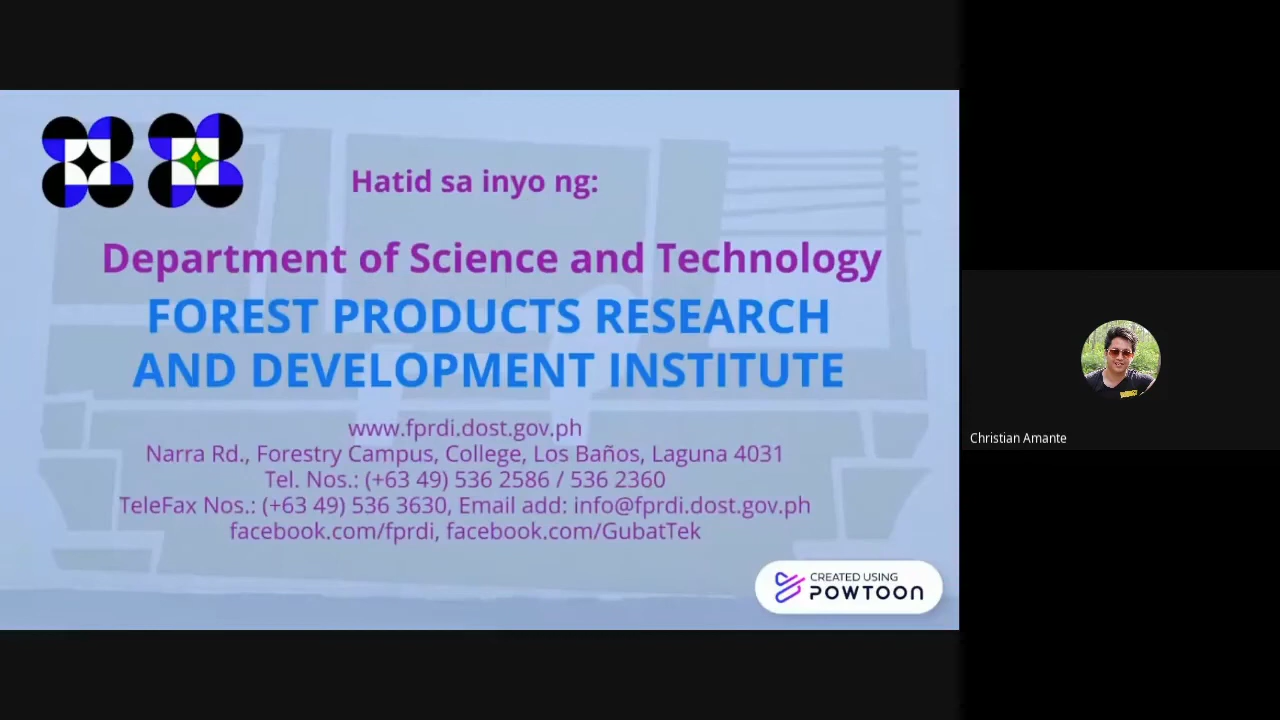 Hatid sa inyo ng:
Department of Science and Technology
FOREST PRODUCTS RESEARCH
AND DEVELOPMENT INSTITUTE
www.fprdi.dost.gov.ph
Narra Rd., Forestry Campus, College, Los Baños, Laguna 4031
Tel. Nos.: (+63 49) 536 2586 / 536 2360
TeleFax Nos.: (+63 49) 536 3630, Email add: info@fprdi.dost.gov.ph
facebook.com/fprdi, facebook.com/GubatTek
CREATED USING
POWTOON
Christian Amante